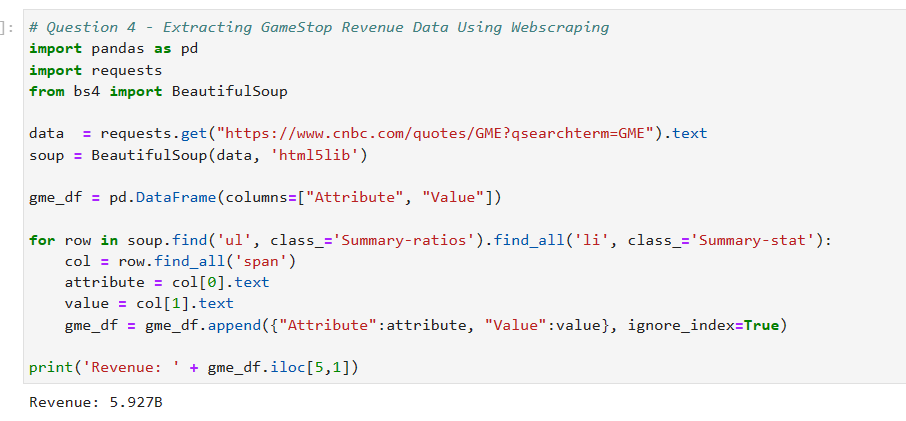 ]:
# Question 4 - Extracting GameStop Revenue Data Using Webscraping
import pandas as pd
import requests
from bs4 import BeautifulSoup

data  = requests.get("https://www.cnbc.com/quotes/GME?qsearchterm=GME").text
soup = BeautifulSoup(data, 'html5lib')

gme_df = pd.DataFrame(columns=["Attribute", "Value"])

for row in soup.find('ul', class_='Summary-ratios').find_all('li', class_='Summary-stat'):
    col = row.find_all('span')
    attribute = col[0].text
    value = col[1].text
    gme_df = gme_df.append({"Attribute":attribute, "Value":value}, ignore_index=True)

print('Revenue: ' + gme_df.iloc[5,1])
Revenue: 5.927B